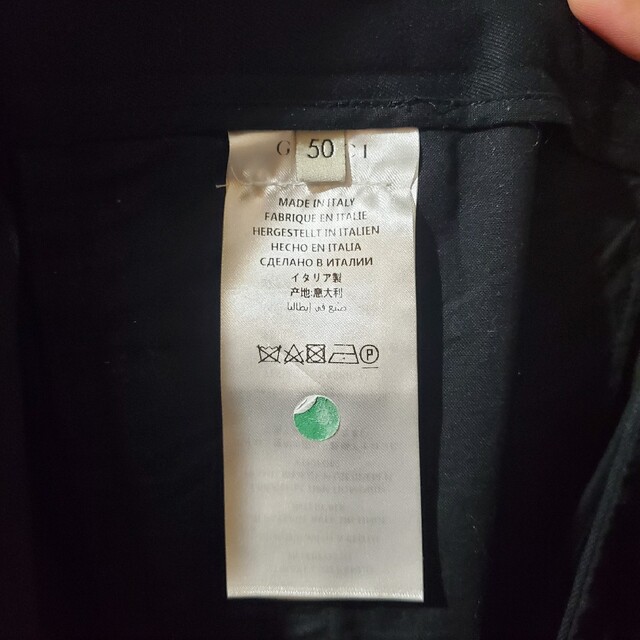 G 50 CI
MADE IN ITALY
FABRIQUE EN ITALIE
HERGESTELLT IN ITALIEN
HECHO EN ITALIA
СДЕЛАНО В ИТАЛИИ
イタリア製
产地:意大利
صنع في إيطاليا
P